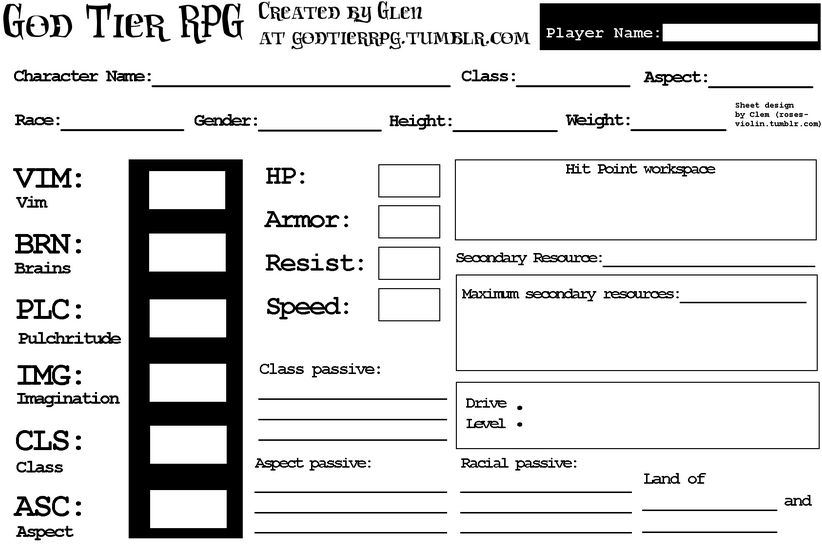 God Tier RPG
Created by Glen
at godtierrpg.tumblr.com
Player Name:
Character Name: Class: Aspect:
Race: Gender: Height: Weight:
Sheet design
by Clem (roses-
violin.tumblr.com)
VIM:
Vim
BRN:
Brains
PLC:
Pulchritude
IMG:
Imagination
CLS:
Class
ASC:
Aspect
HP:
Armor:
Resist:
Speed:
Class passive:
Aspect passive:
Hit Point workspace
Secondary Resource:
Maximum secondary resources:
Drive :
Level :
Racial passive:
Land of
and